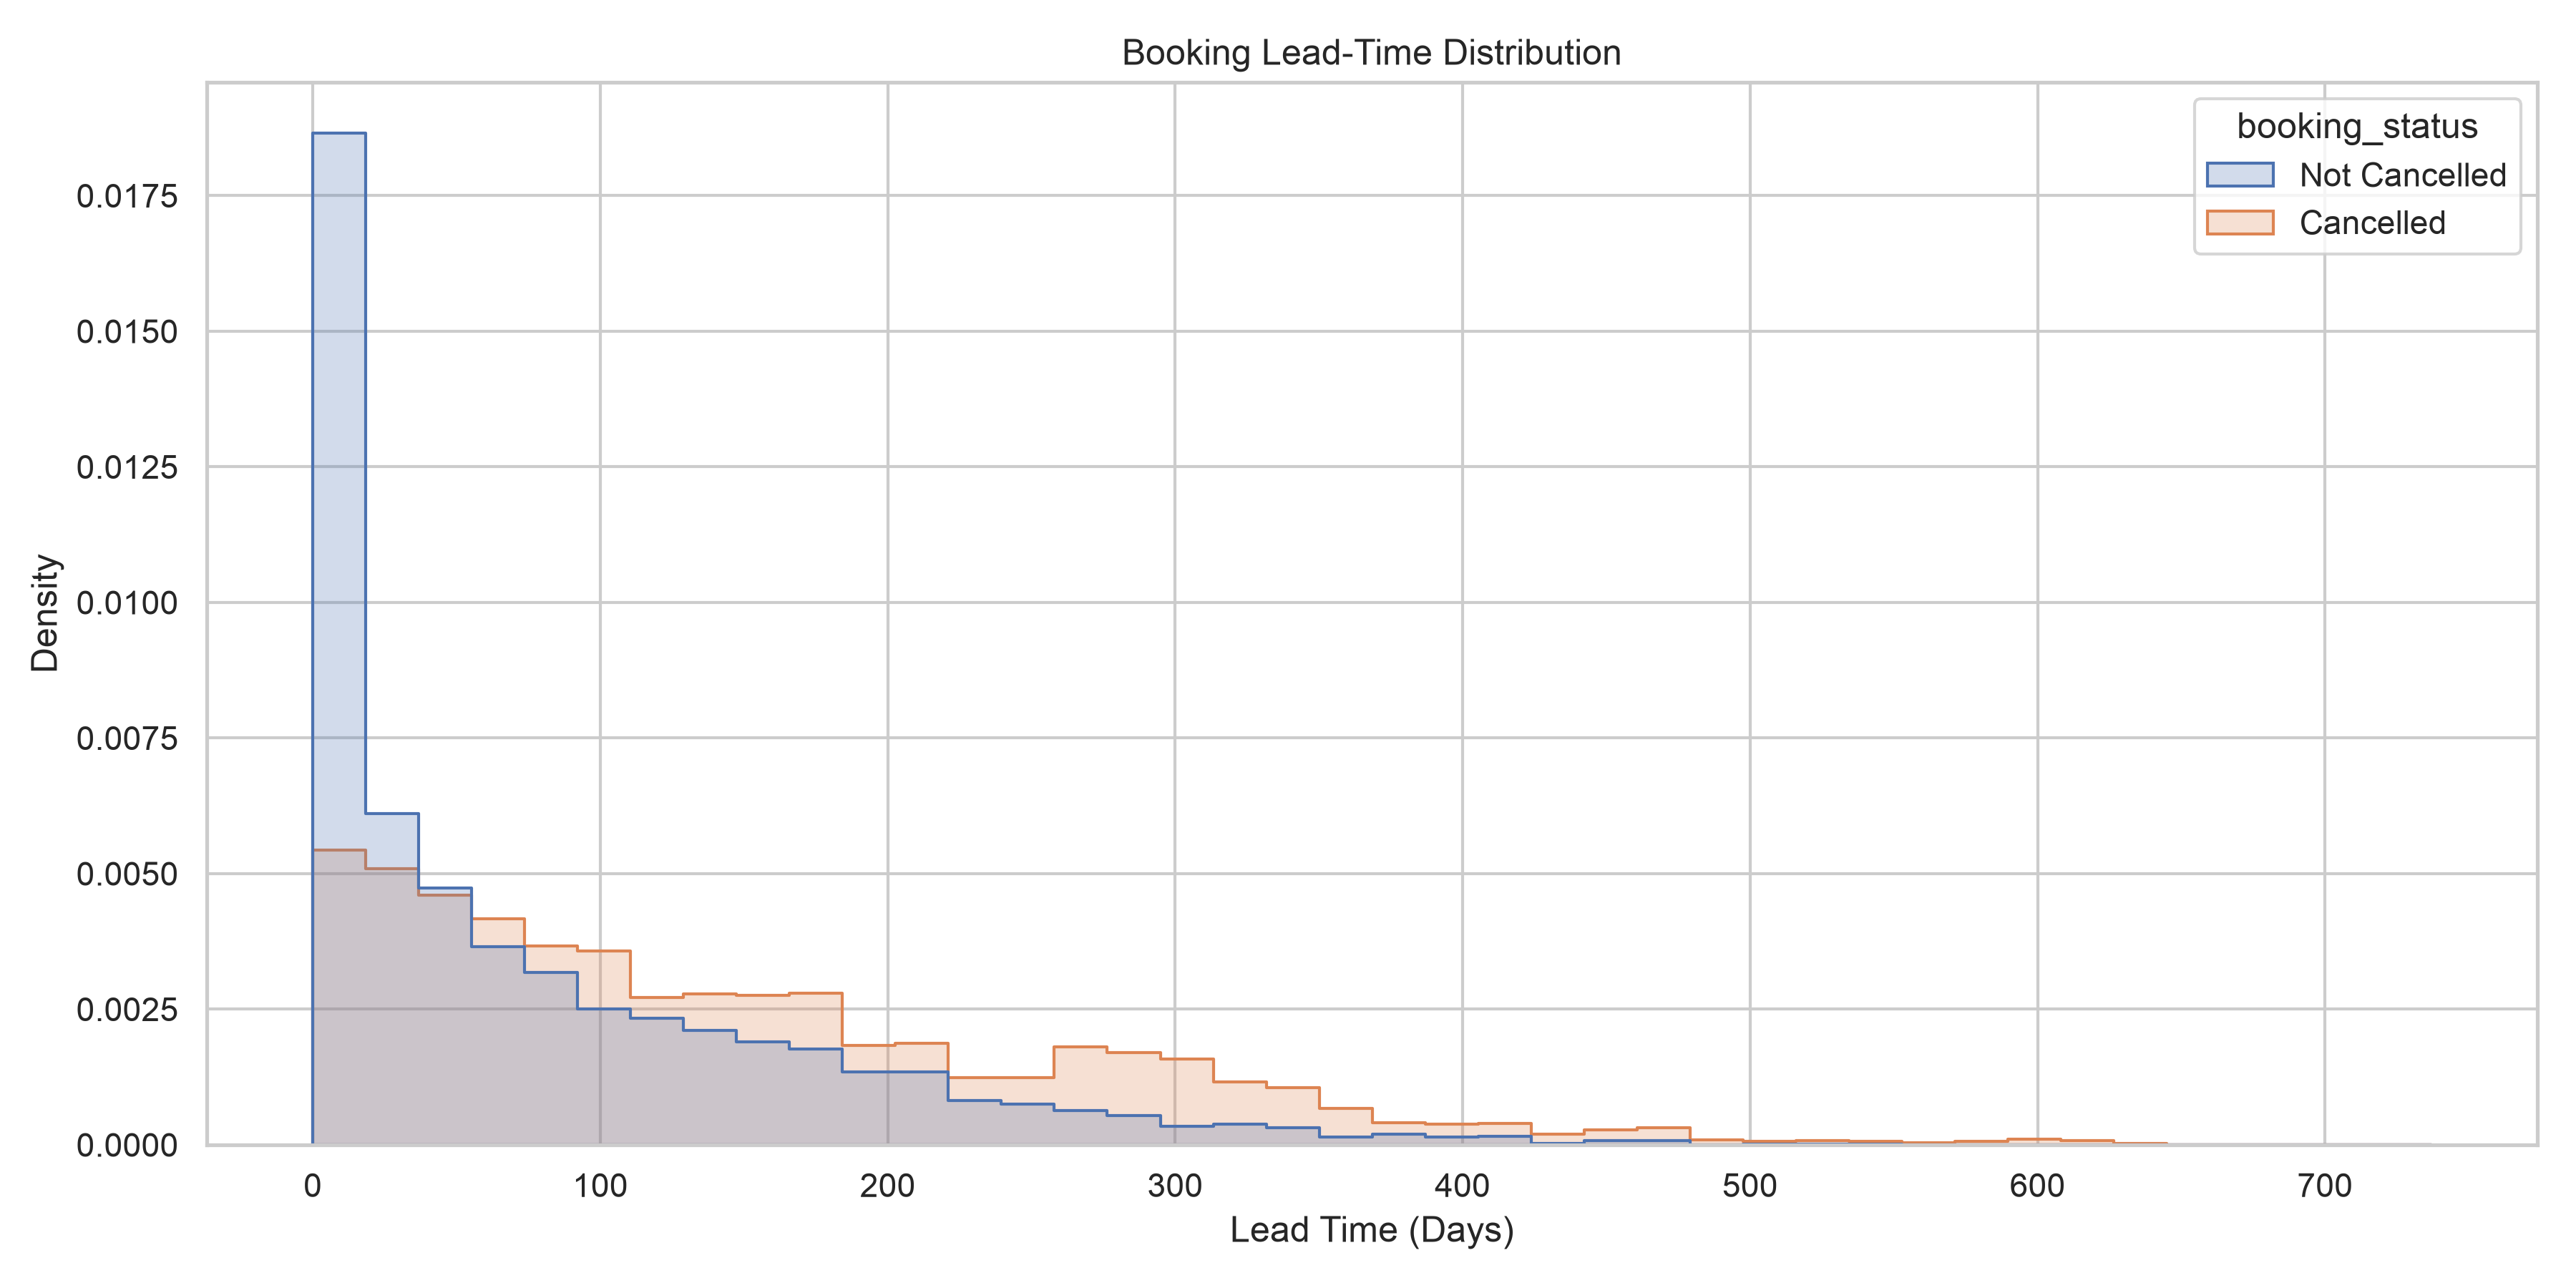 Booking Lead-Time Distribution
booking_status
Not Cancelled
Cancelled
Density
0.0175
0.0150
0.0125
0.0100
0.0075
0.0050
0.0025
0.0000
0 100 200 300 400 500 600 700
Lead Time (Days)